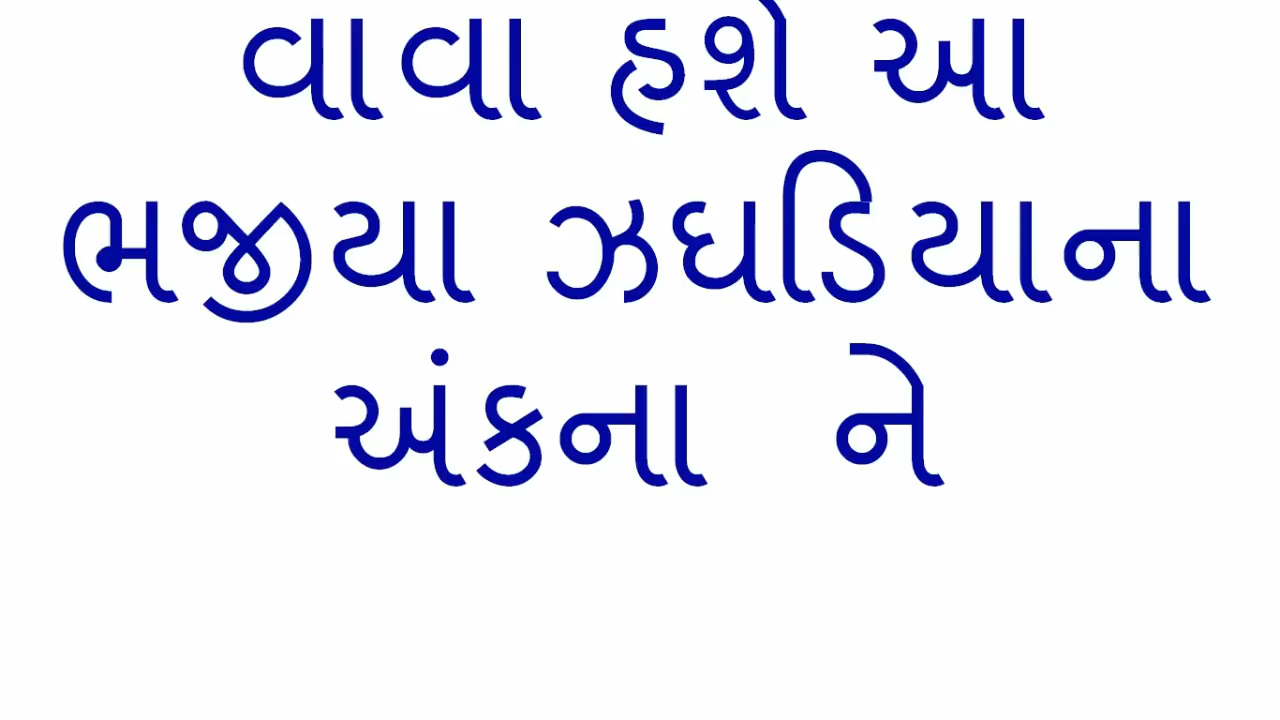 વાવા હશે આ
ભજીયા ઝઘડિયાના
અંકના ને